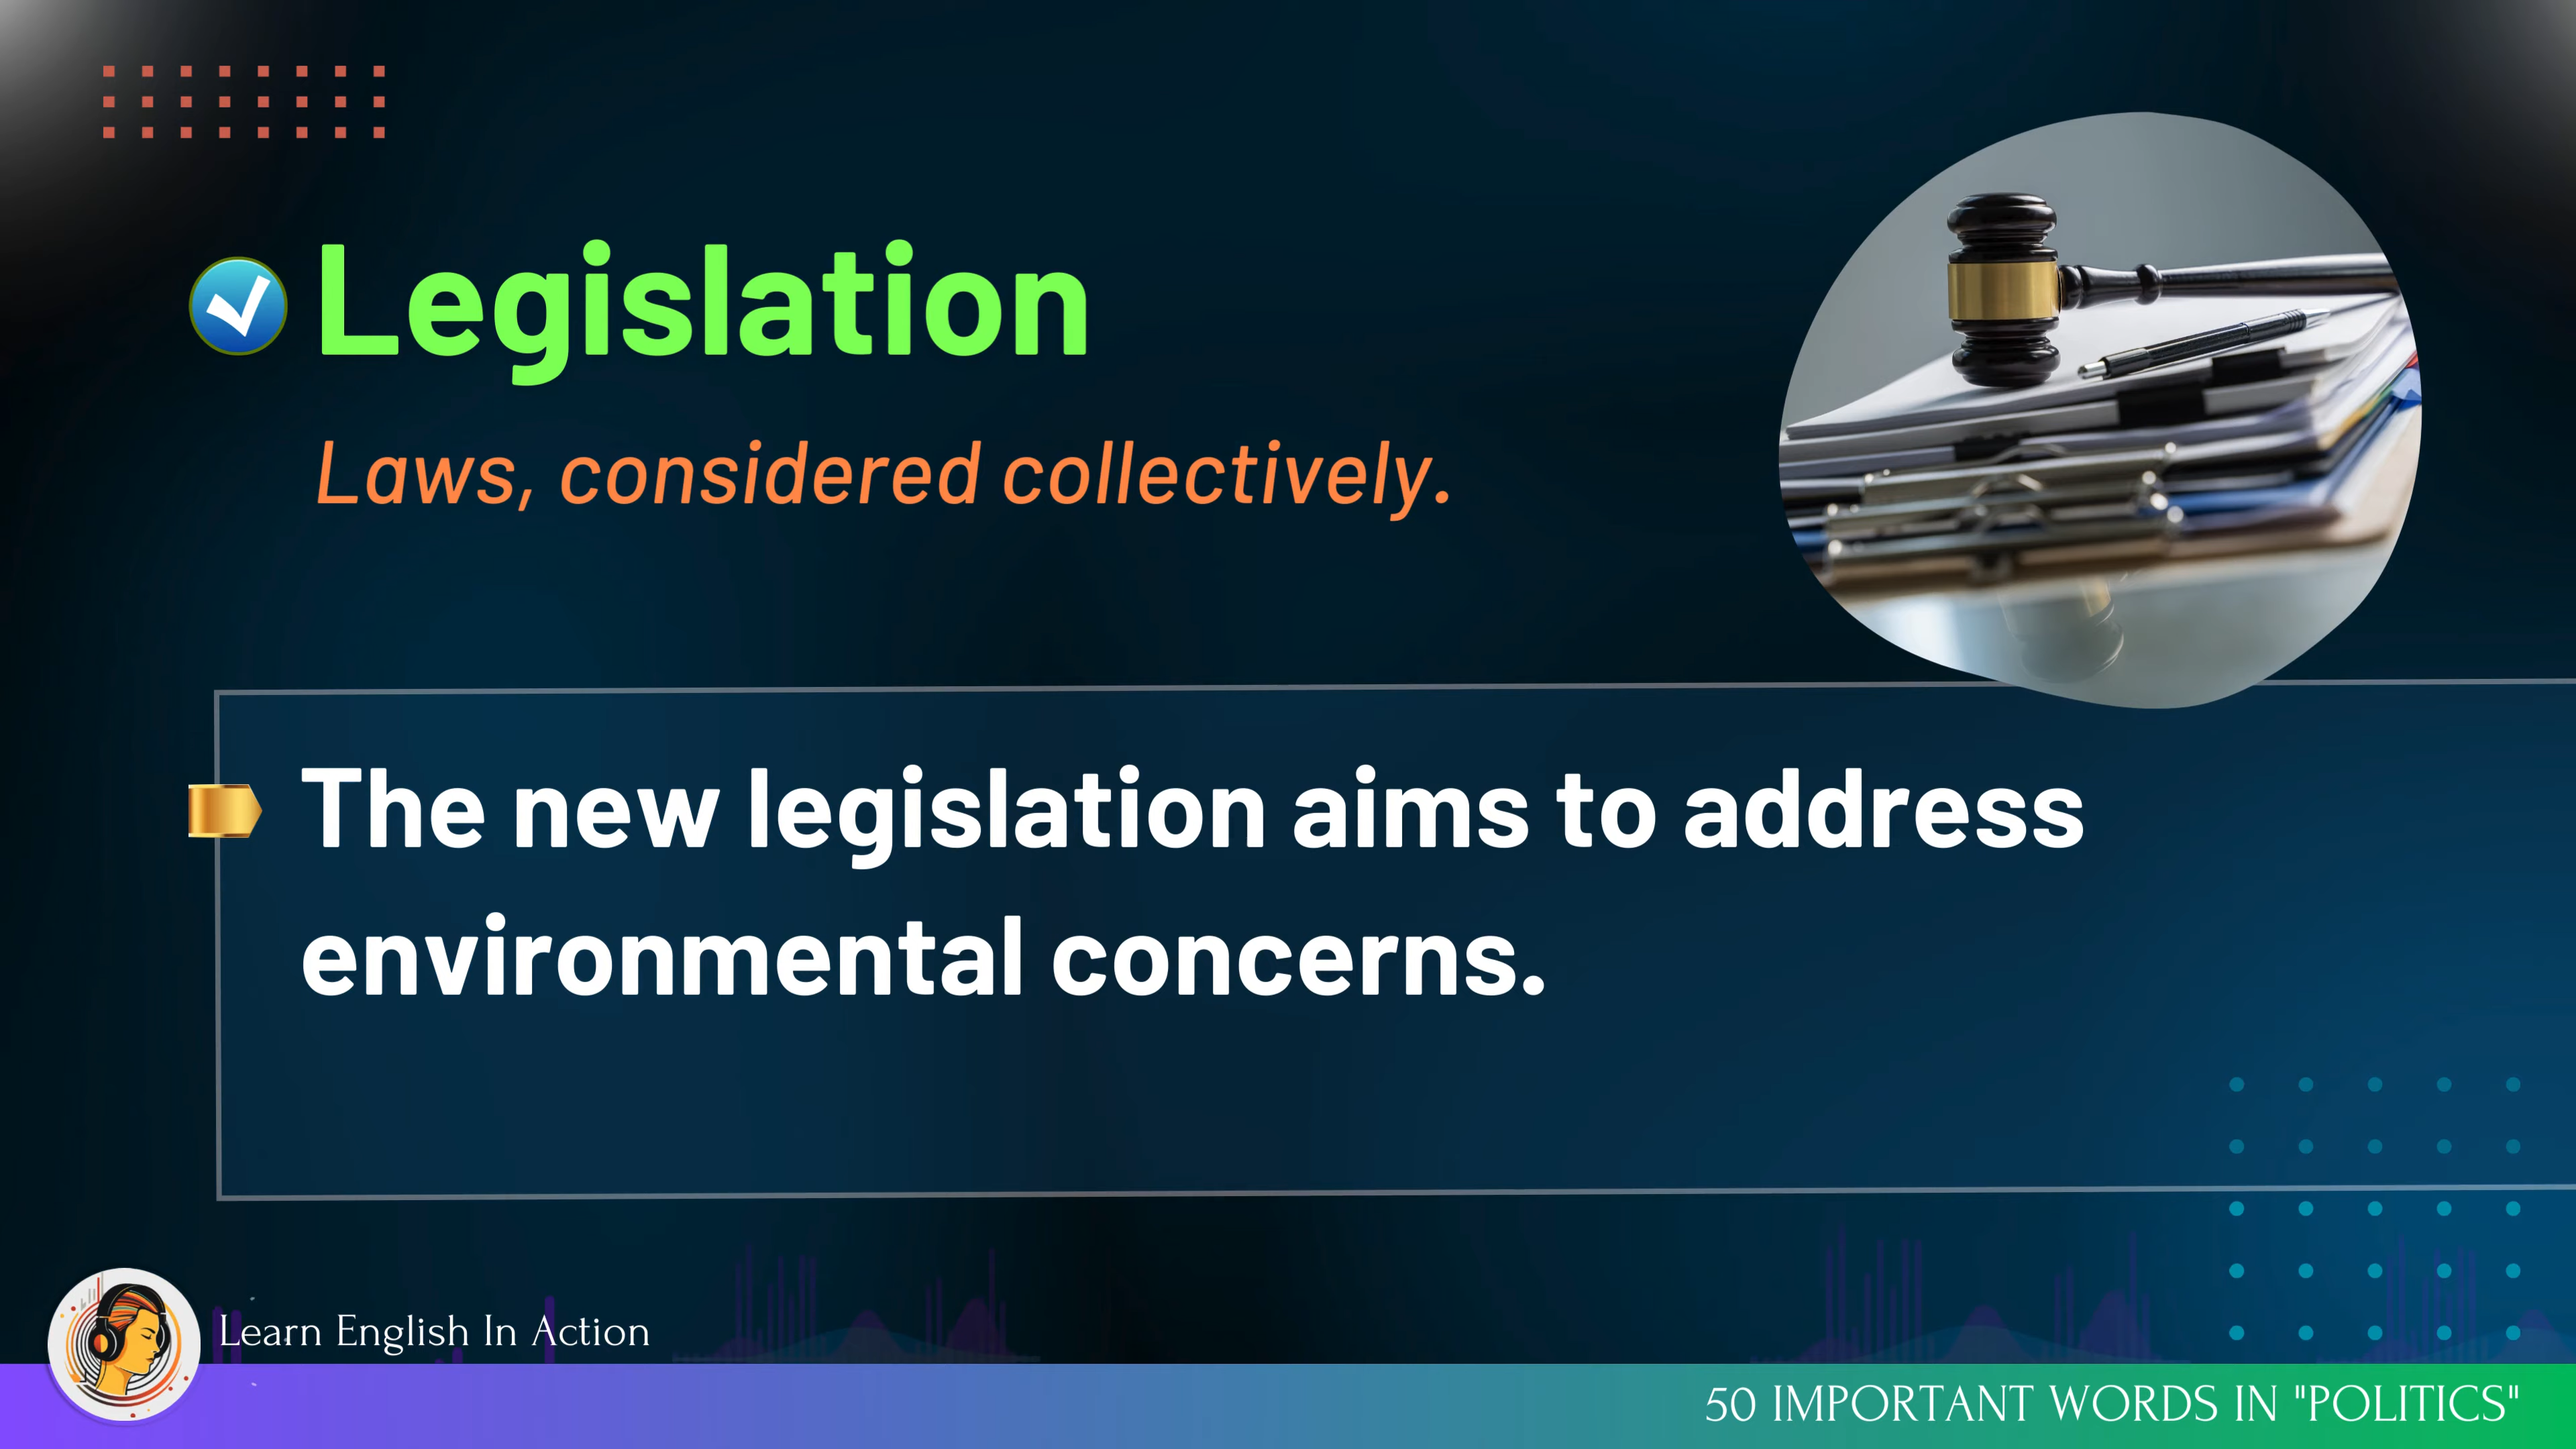 Legislation
Laws, considered collectively.
The new legislation aims to address
environmental concerns.
Learn English In Action
50 IMPORTANT WORDS IN "POLITICS"